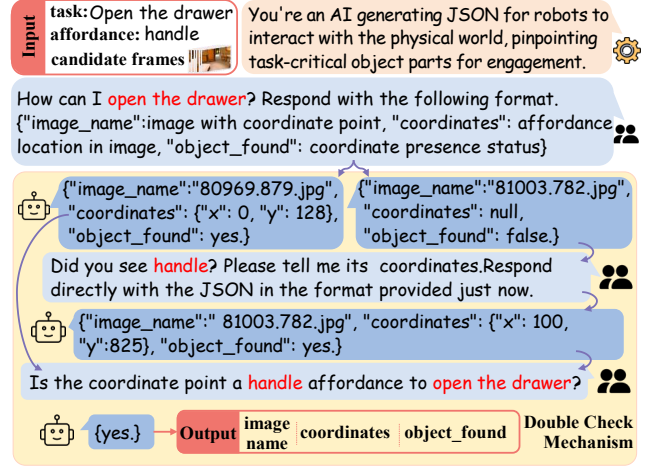 Input
task: Open the drawer
affordance: handle
candidate frames
You're an AI generating JSON for robots to
interact with the physical world, pinpointing
task-critical object parts for engagement.
How can I open the drawer? Respond with the following format.
{"image_name":image with coordinate point, "coordinates": affordance
location in image, "object_found": coordinate presence status}
{"image_name":"80969.879.jpg",
"coordinates": {"x": 0, "y": 128},
"object_found": yes.}
{"image_name":"81003.782.jpg",
"coordinates": null,
"object_found": false.}
Did you see handle? Please tell me its coordinates.Respond
directly with the JSON in the format provided just now.
{"image_name":" 81003.782.jpg", "coordinates": {"x": 100,
"y":825}, "object_found": yes.}
Is the coordinate point a handle affordance to open the drawer?
{yes.}
Output
image
name
coordinates
object_found
Double Check
Mechanism